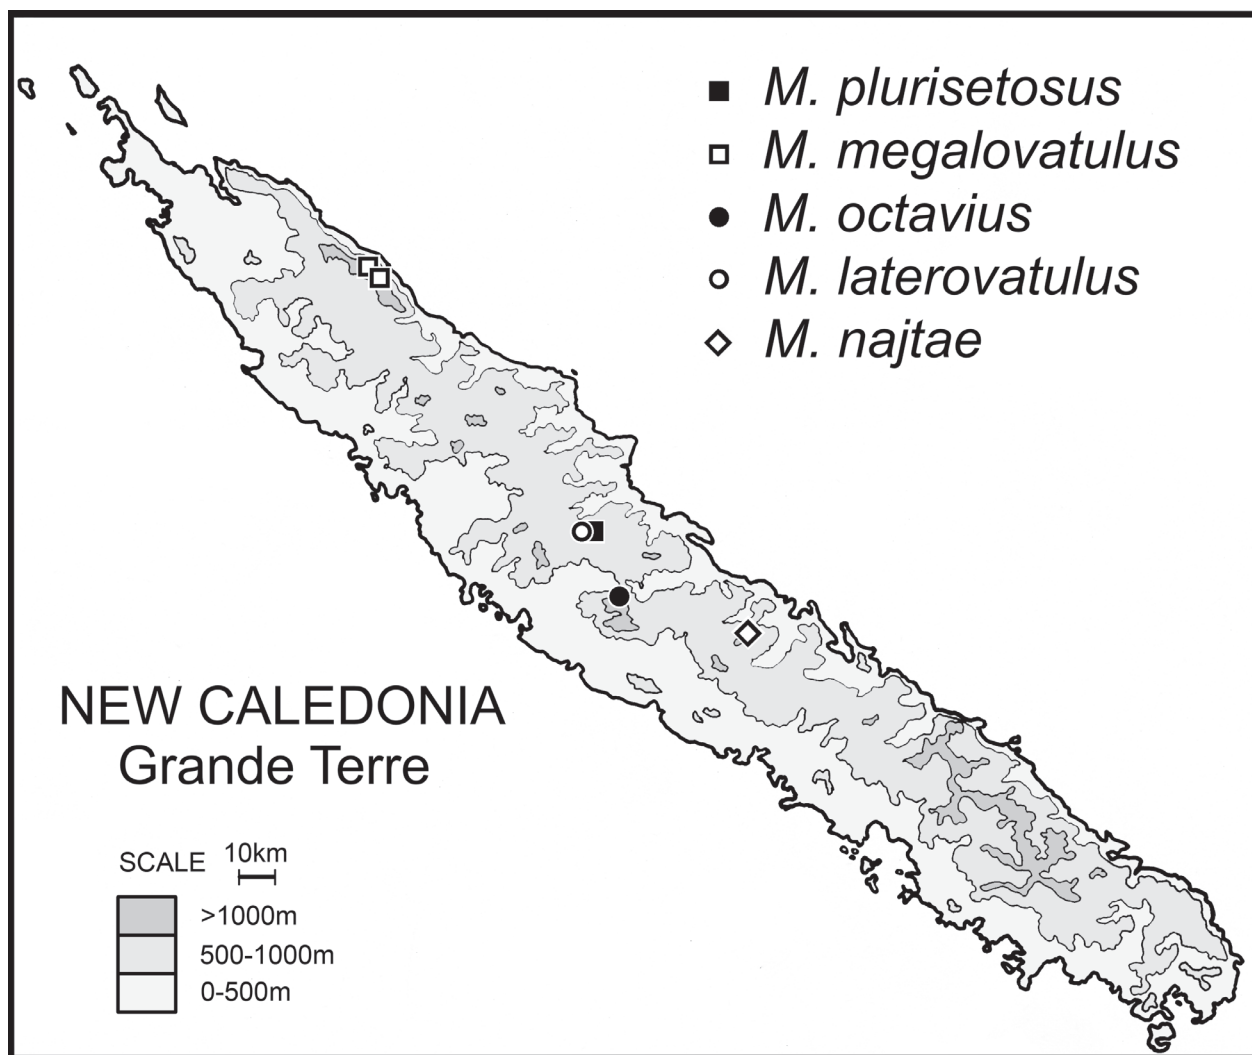 M. plurisetosus
M. megalovatulus
M. octavius
M. laterovatulus
M. najtae
NEW CALEDONIA
Grande Terre
SCALE 10km
>1000m
500-1000m
0-500m